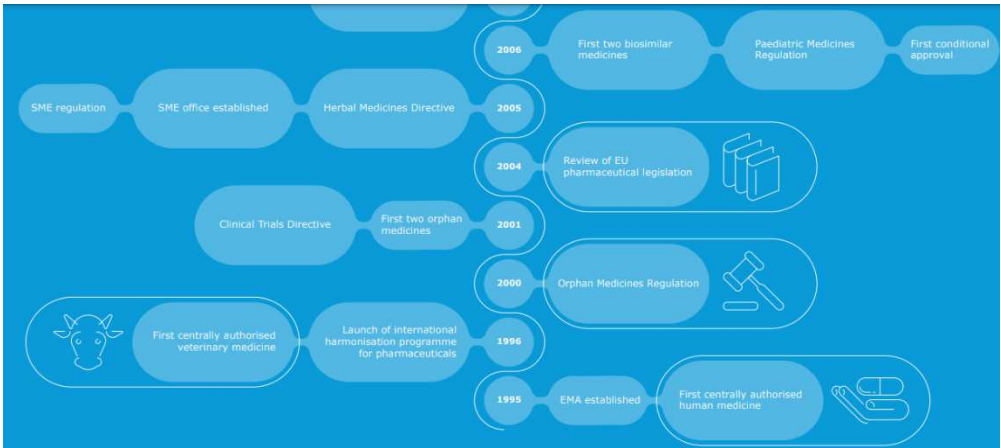 2006
First two biosimilar
medicines
Paediatric Medicines
Regulation
First conditional
approval
SME regulation
SME office established
Herbal Medicines Directive
2005
2004
Review of EU
pharmaceutical legislation
Clinical Trials Directive
First two orphan
medicines
2001
2000
Orphan Medicines Regulation
First centrally authorised
veterinary medicine
Launch of international
harmonisation programme
for pharmaceuticals
1996
1995
EMA established
First centrally authorised
human medicine